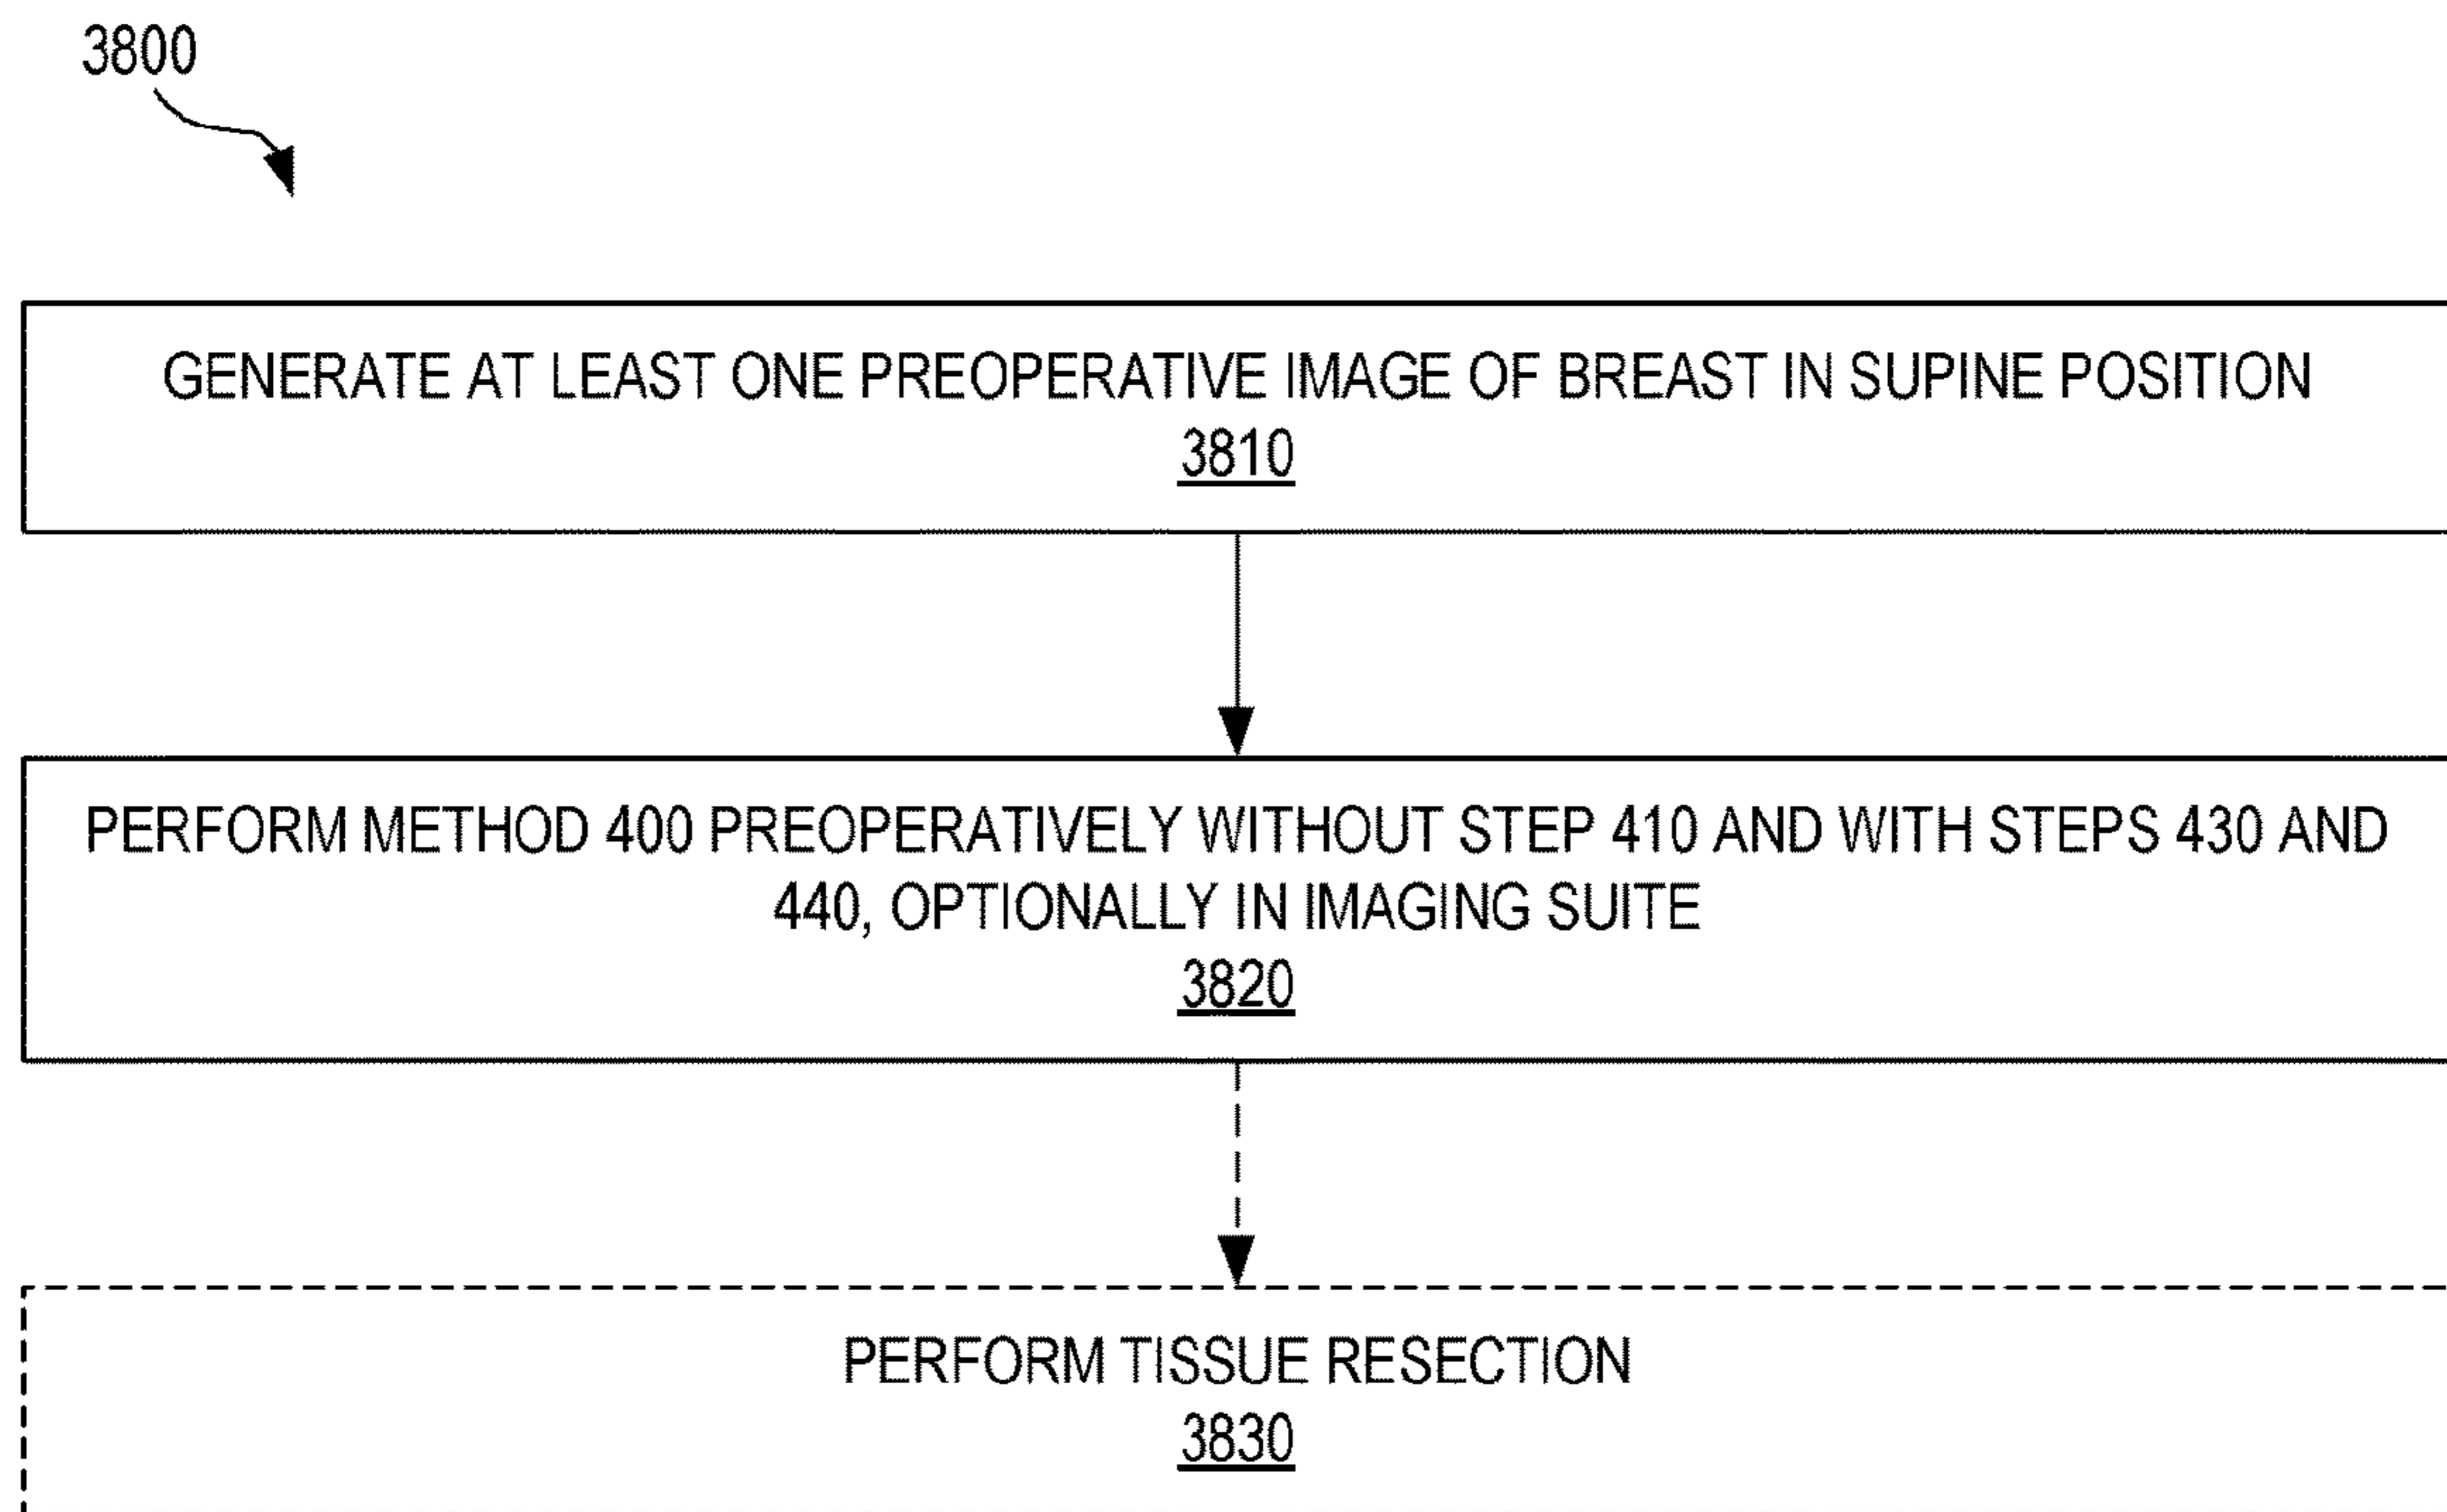 3800
GENERATE AT LEAST ONE PREOPERATIVE IMAGE OF BREAST IN SUPINE POSITION
3810
PERFORM METHOD 400 PREOPERATIVELY WITHOUT STEP 410 AND WITH STEPS 430 AND
440, OPTIONALLY IN IMAGING SUITE
3820
PERFORM TISSUE RESECTION
3830